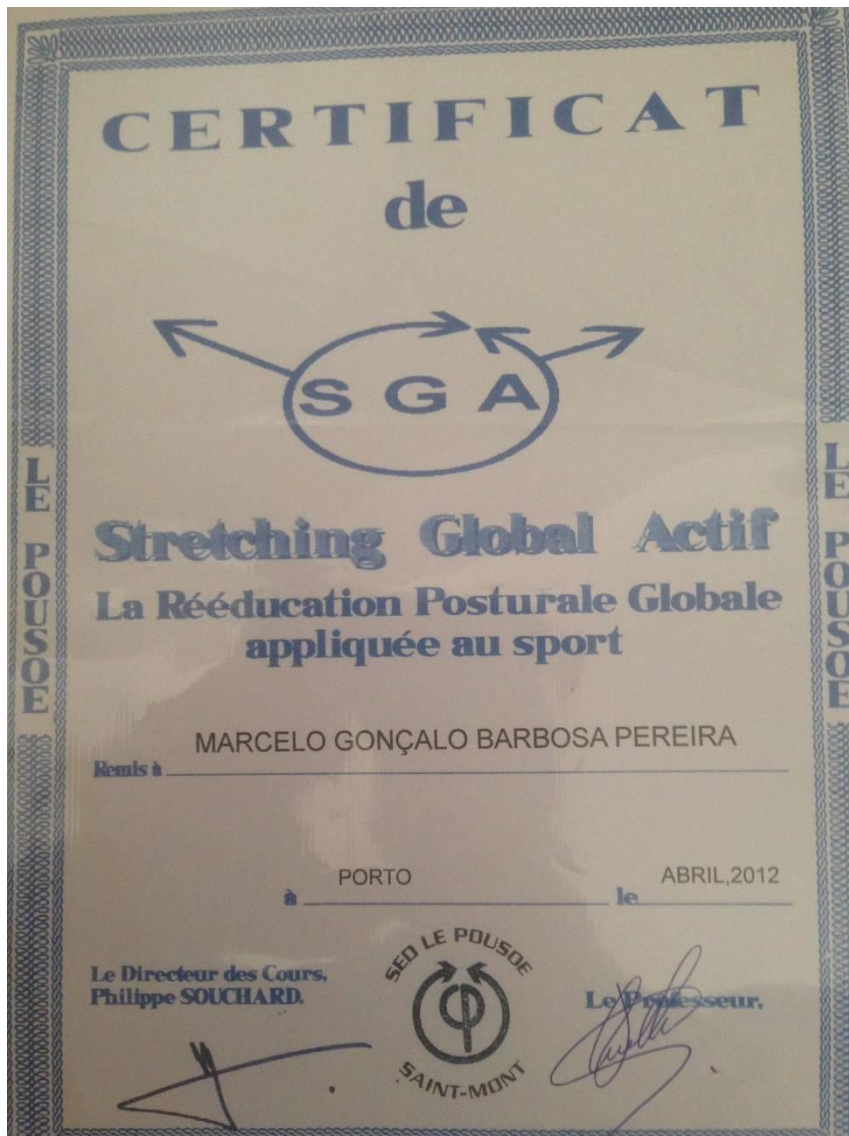 CERTIFICAT
de
SGA
Stretching Global Actif
La Rééducation Posturale Globale
appliquée au sport
MARCELO GONÇALO BARBOSA PEREIRA
Remis à
PORTO
ABRIL,2012
à
le
Le Directeur des Cours,
Philippe SOUCHARD.
Le Professeur,
SEO LE POUSOE
SAINT-MONT
LE POUSOE
LE POUSOE